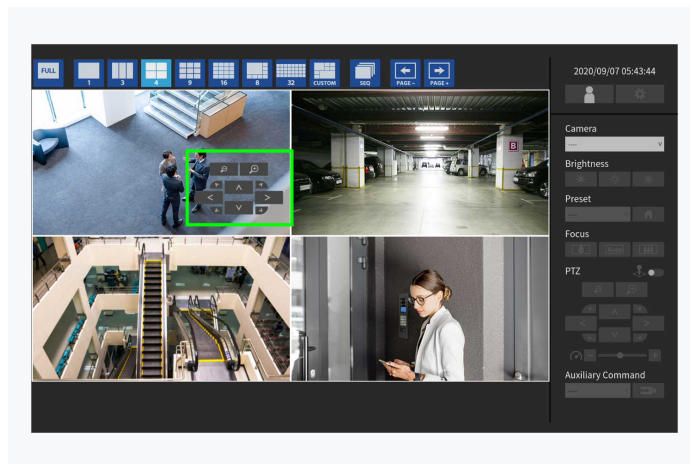 FULL
1
3
4
9
16
8
32
CUSTOM
SEQ
PAGE -
PAGE +
2020/09/07 05:43:44
B
Camera
----
Brightness
Preset
----
Focus
PTZ
Auxiliary Command
----